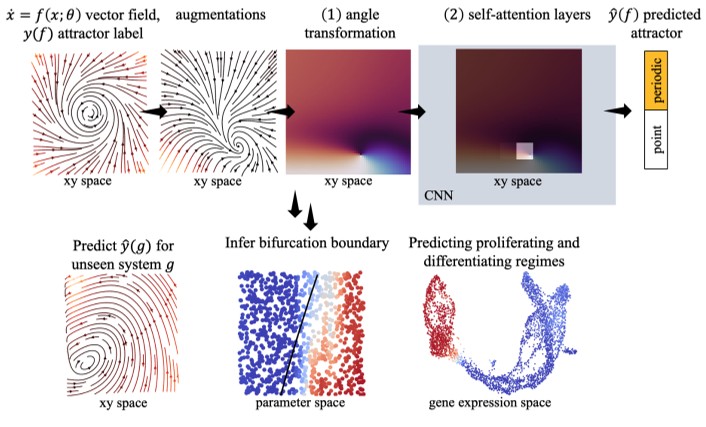 ẋ = f(x; θ) vector field,
y(f) attractor label
augmentations
(1) angle
transformation
(2) self-attention layers
ŷ(f) predicted
attractor
periodic
point
xy space
xy space
xy space
xy space
CNN
Predict ŷ(g) for
unseen system g
Infer bifurcation boundary
Predicting proliferating and
differentiating regimes
xy space
parameter space
gene expression space